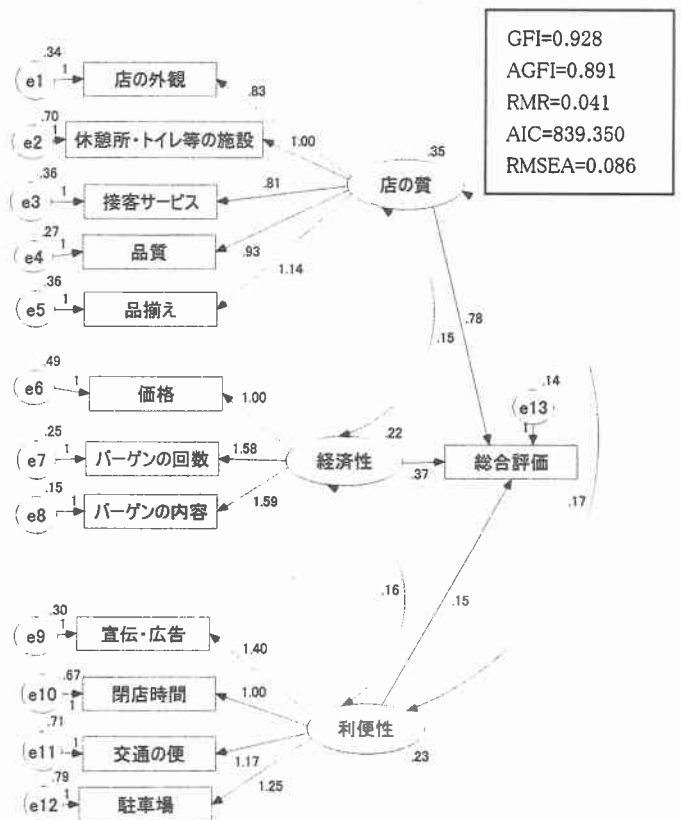 GFI=0.928
AGFI=0.891
RMR=0.041
AIC=839.350
RMSEA=0.086
.34
e1
1
店の外観
.83
.70
e2
1
休憩所・トイレ等の施設
1.00
.35
店の質
.36
e3
1
接客サービス
.81
.27
e4
1
品質
.93
1.14
.36
e5
1
品揃え
.15
.78
.49
e6
1
価格
1.00
.14
e13
1
.25
e7
1
バーゲンの回数
1.58
.22
経済性
.37
総合評価
.17
.15
e8
1
バーゲンの内容
1.59
.16
.15
.30
e9
1
宣伝・広告
1.40
.67
e10
1
閉店時間
1.00
利便性
.23
.71
e11
1
交通の便
1.17
.79
e12
1
駐車場
1.25